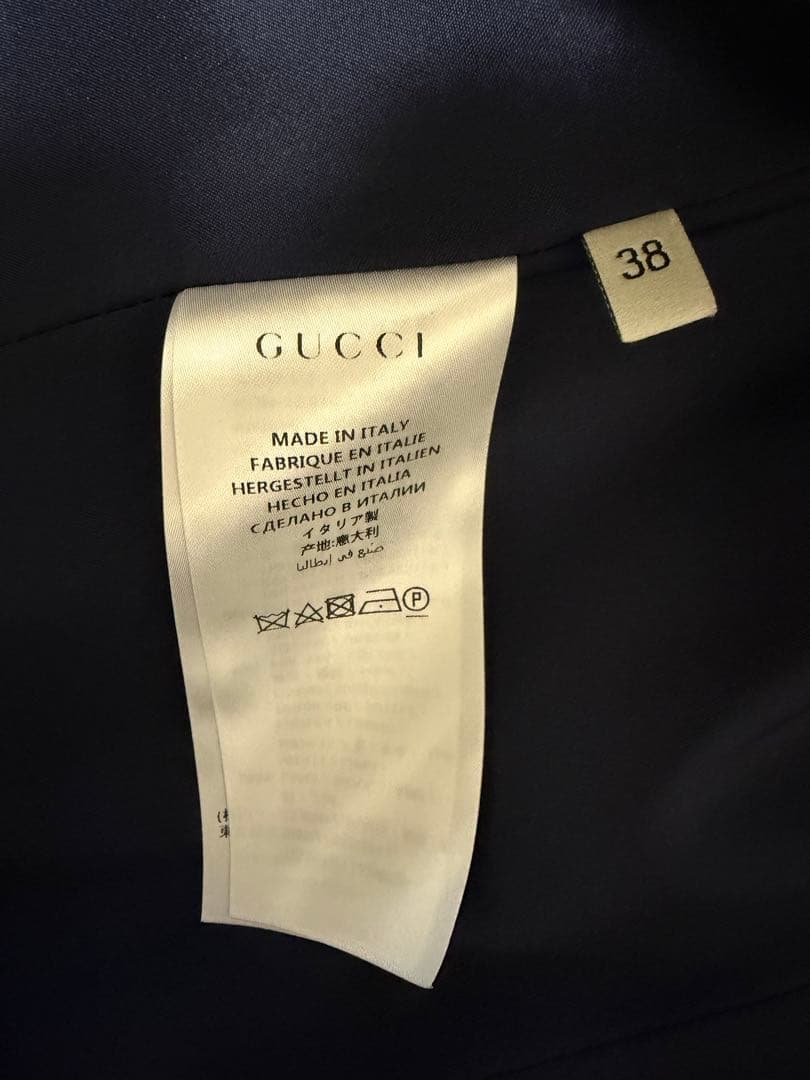 38
GUCCI
MADE IN ITALY
FABRIQUE EN ITALIE
HERGESTELLT IN ITALIEN
HECHO EN ITALIA
СДЕЛАНО В ИТАЛИИ
イタリア製
产地:意大利
صنع في إيطاليا
P